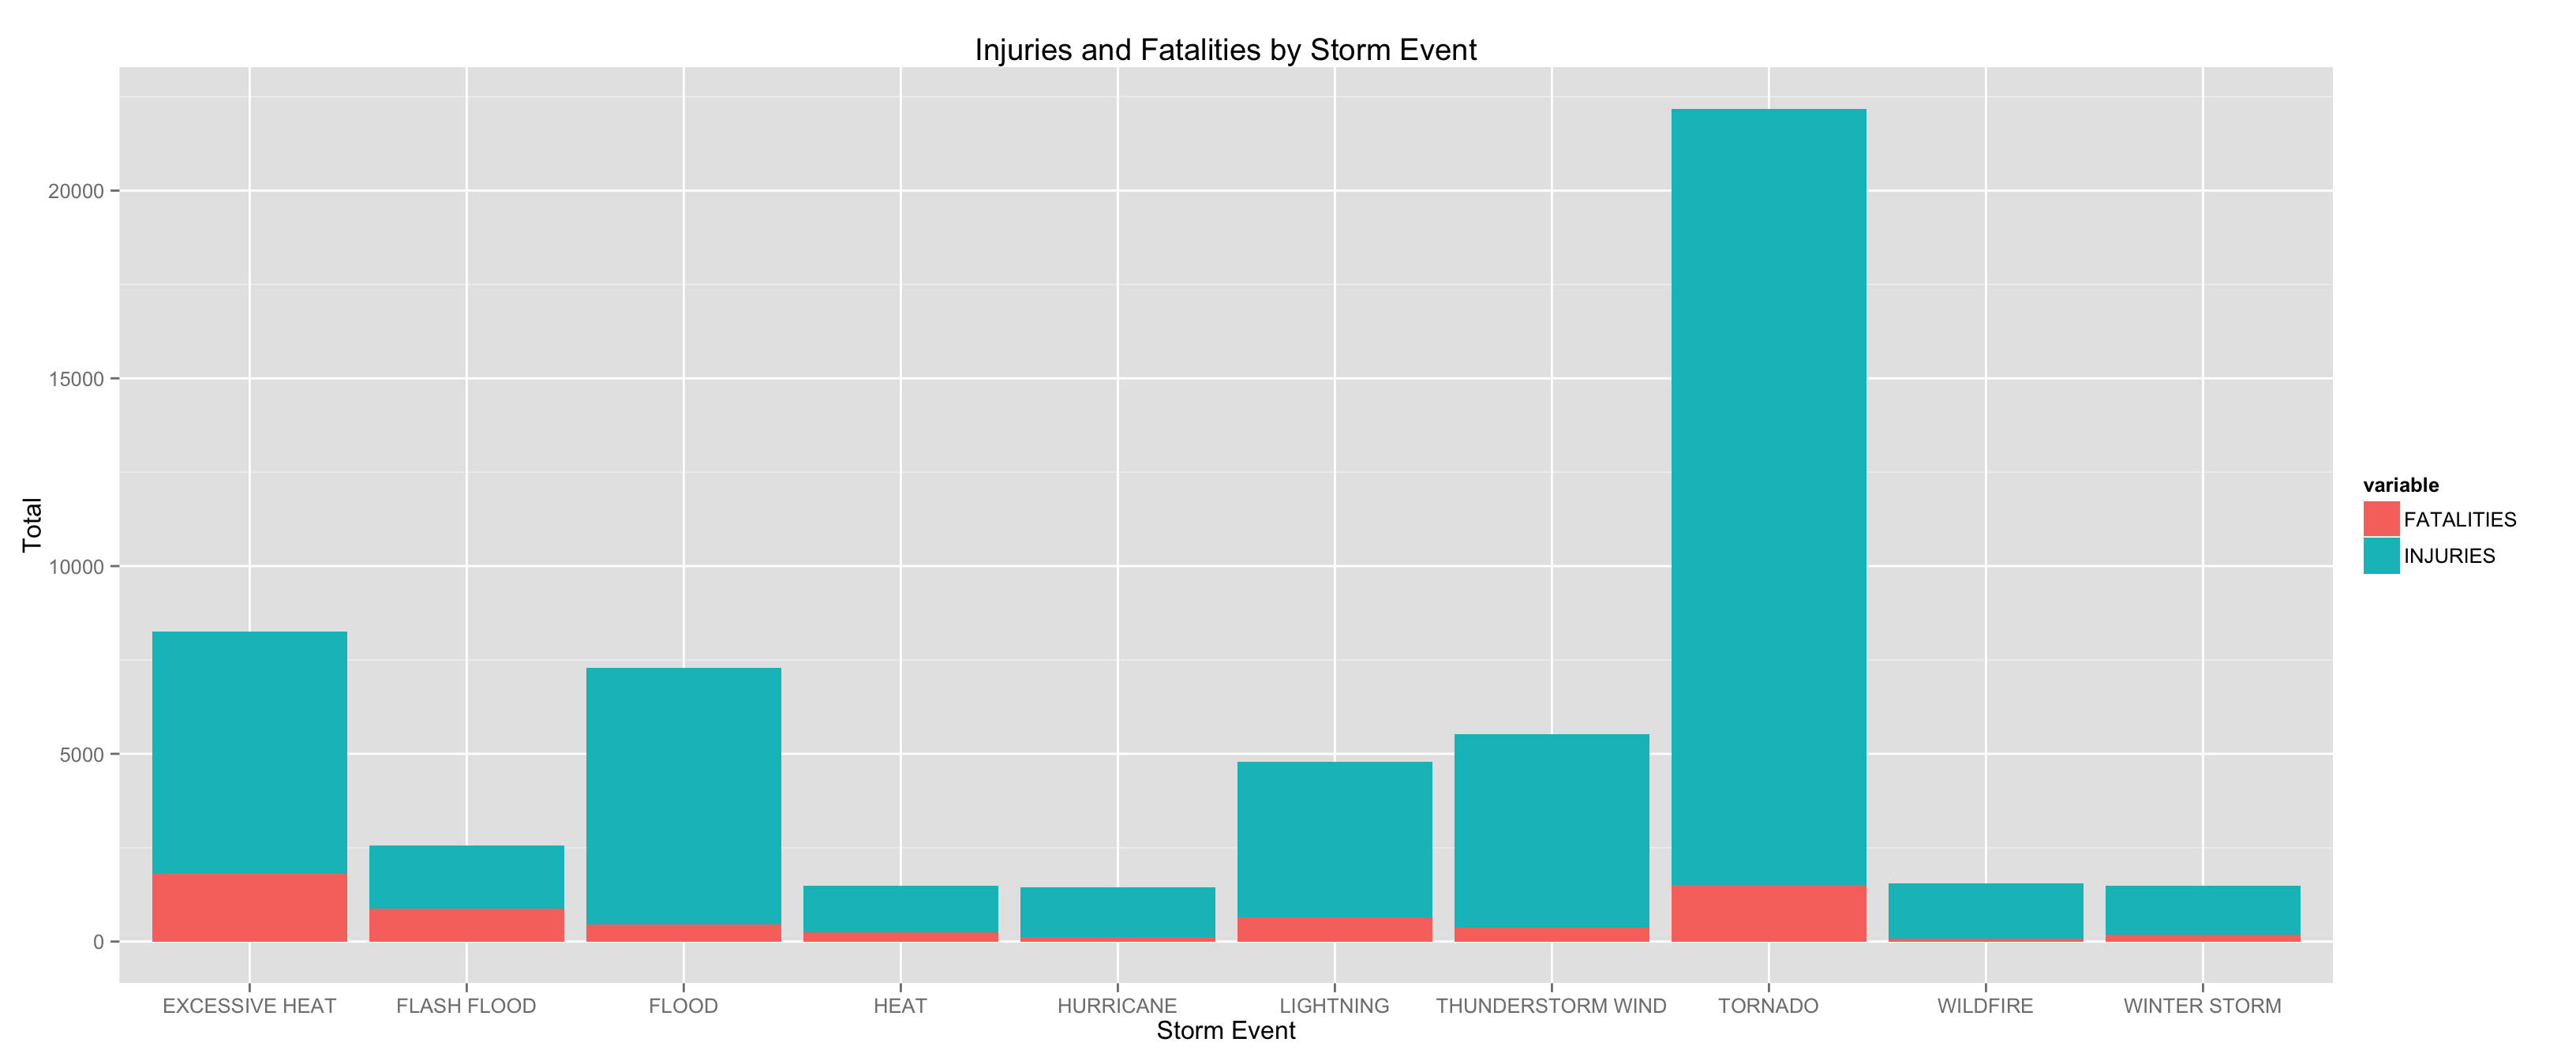 Injuries and Fatalities by Storm Event
Total
20000
15000
10000
5000
0
EXCESSIVE HEAT
FLASH FLOOD
FLOOD
HEAT
HURRICANE
LIGHTNING
THUNDERSTORM WIND
TORNADO
WILDFIRE
WINTER STORM
Storm Event
variable
FATALITIES
INJURIES